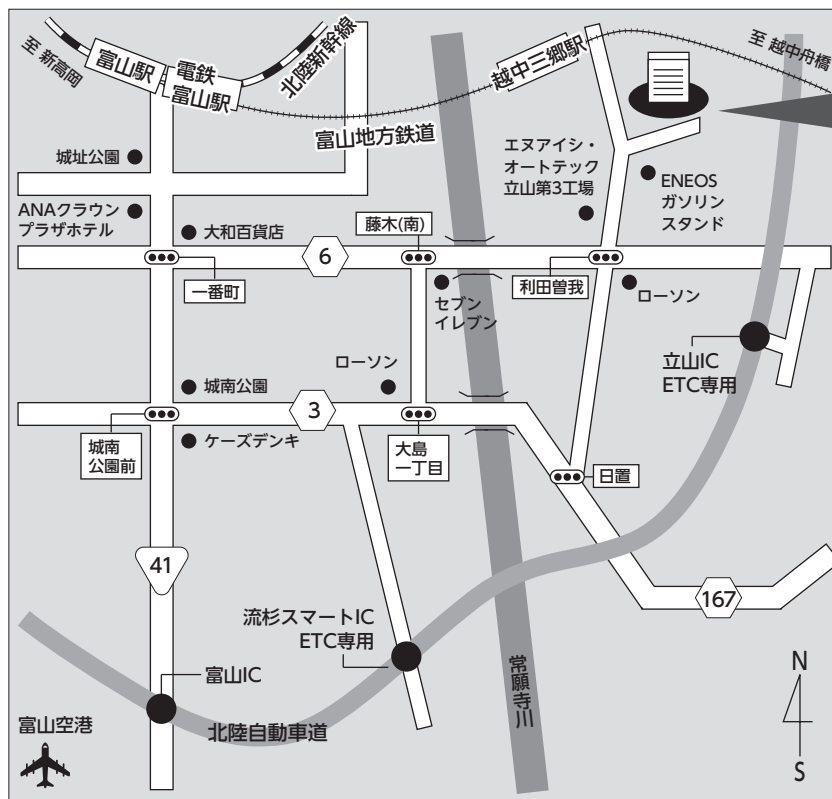 至 新高岡
富山駅
電鉄
富山駅
北陸新幹線
富山地方鉄道
越中三郷駅
至 越中舟橋
城址公園
ANAクラウン
プラザホテル
大和百貨店
藤木(南)
エヌアイシ・
オートテック
立山第3工場
ENEOS
ガソリン
スタンド
6
一番町
セブン
イレブン
利田曽我
ローソン
立山IC
ETC専用
城南公園
ローソン
3
城南
公園前
ケーズデンキ
大島
一丁目
日置
41
167
流杉スマートIC
ETC専用
富山IC
常願寺川
北陸自動車道
富山空港
N
S